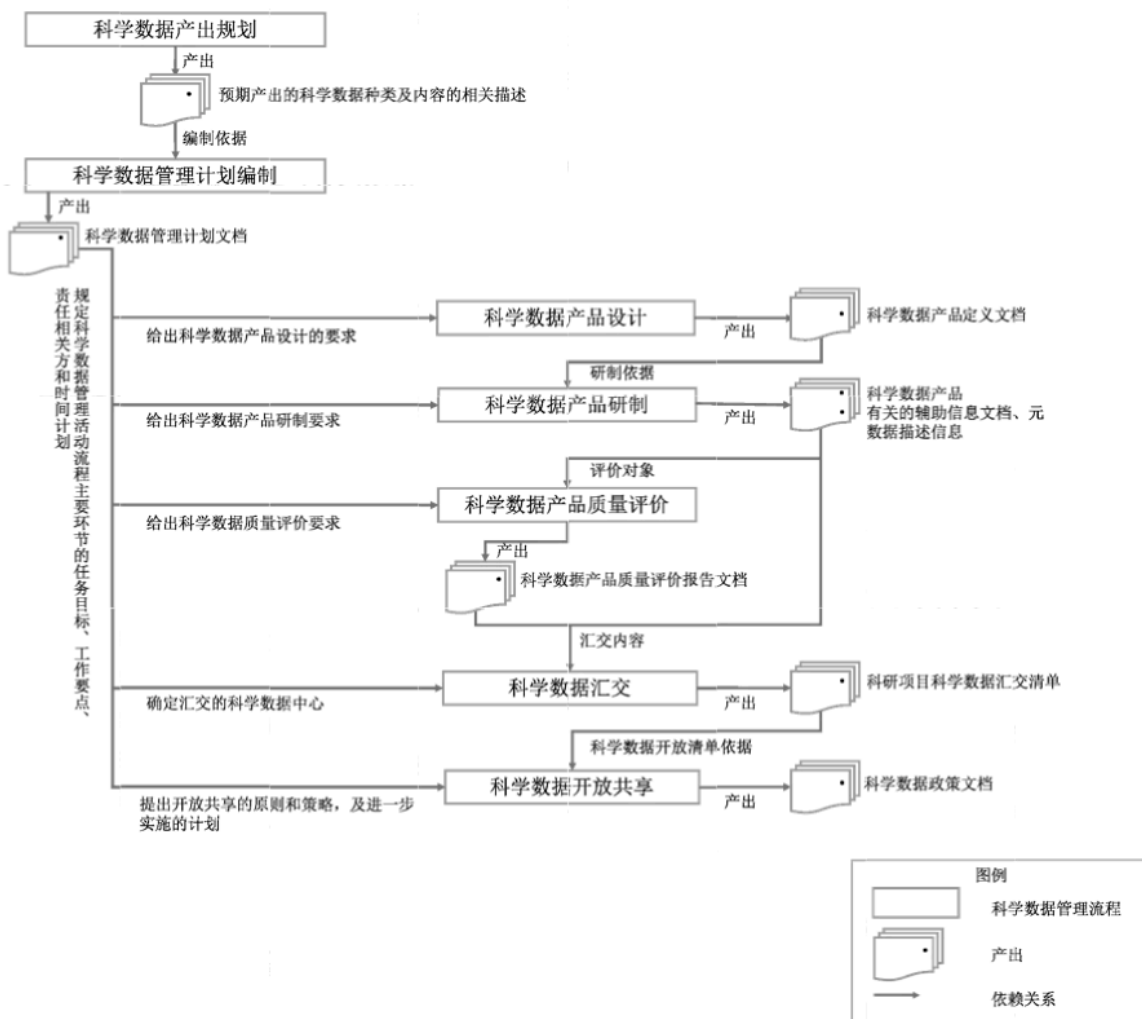 科学数据产出规划
产出
预期产出的科学数据种类及内容的相关描述
编制依据
科学数据管理计划编制
产出
科学数据管理计划文档
规定科学数据管理活动流程主要环节的任务目标、工作要点、
责任相关方和时间计划
给出科学数据产品设计的要求
科学数据产品设计
产出
科学数据产品定义文档
研制依据
给出科学数据产品研制要求
科学数据产品研制
产出
科学数据产品
有关的辅助信息文档、元
数据描述信息
评价对象
给出科学数据质量评价要求
科学数据产品质量评价
产出
科学数据产品质量评价报告文档
汇交内容
确定汇交的科学数据中心
科学数据汇交
产出
科研项目科学数据汇交清单
科学数据开放清单依据
提出开放共享的原则和策略，及进一步
实施的计划
科学数据开放共享
产出
科学数据政策文档
图例
科学数据管理流程
产出
依赖关系